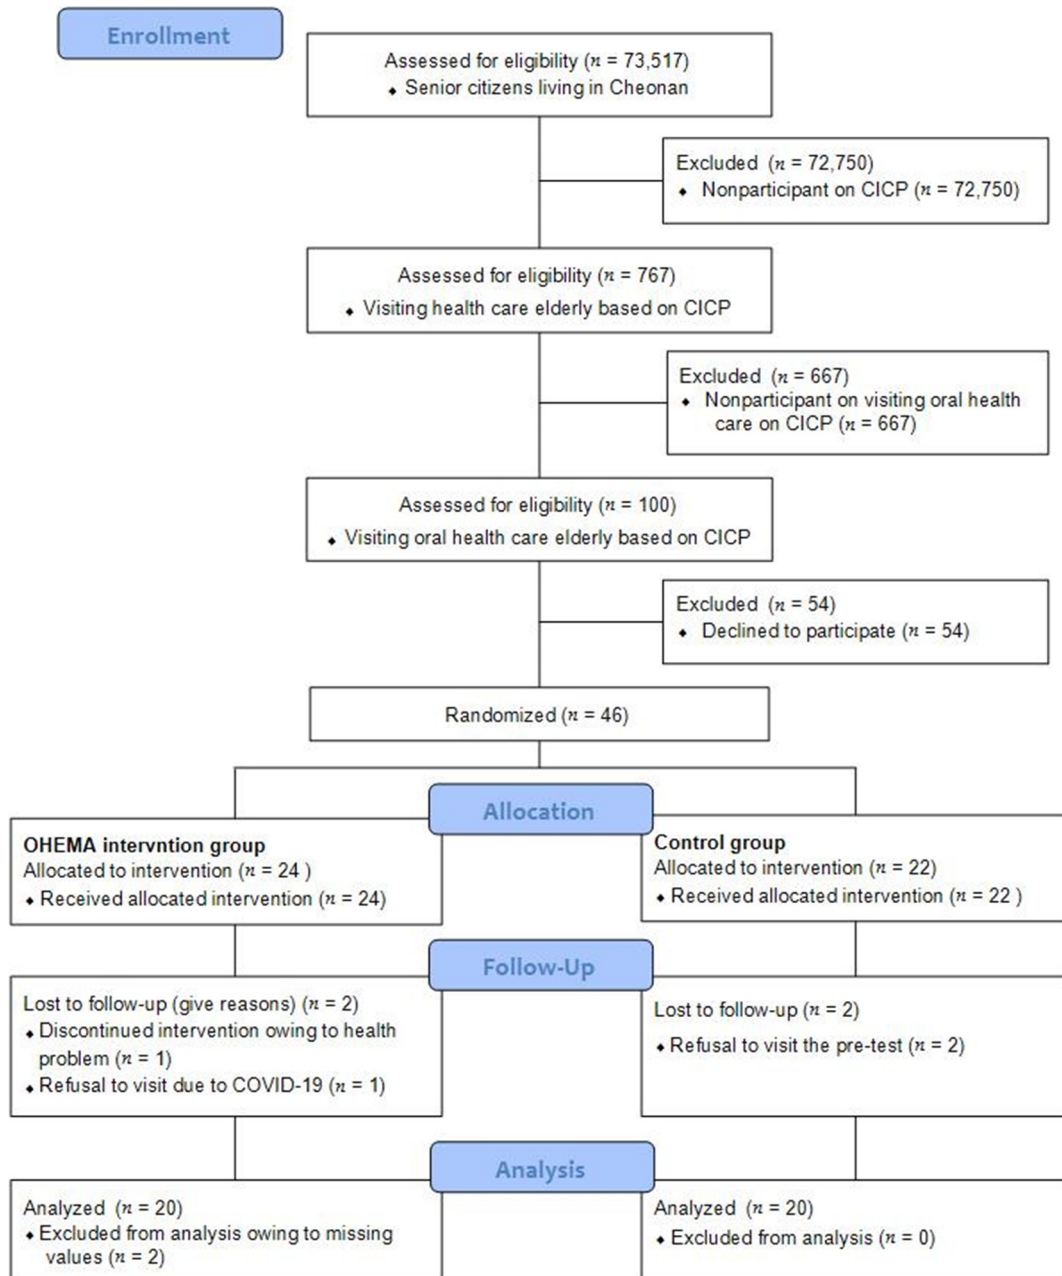 Enrollment
Assessed for eligibility (n = 73,517)
⬥ Senior citizens living in Cheonan
Excluded (n = 72,750)
⬥ Nonparticipant on CICP (n = 72,750)
Assessed for eligibility (n = 767)
⬥ Visiting health care elderly based on CICP
Excluded (n = 667)
⬥ Nonparticipant on visiting oral health
care on CICP (n = 667)
Assessed for eligibility (n = 100)
⬥ Visiting oral health care elderly based on CICP
Excluded (n = 54)
⬥ Declined to participate (n = 54)
Randomized (n = 46)
Allocation
OHEMA intervntion group
Allocated to intervention (n = 24 )
⬥ Received allocated intervention (n = 24)
Control group
Allocated to intervention (n = 22)
⬥ Received allocated intervention (n = 22 )
Follow-Up
Lost to follow-up (give reasons) (n = 2)
⬥ Discontinued intervention owing to health
problem (n = 1)
⬥ Refusal to visit due to COVID-19 (n = 1)
Lost to follow-up (n = 2)
⬥ Refusal to visit the pre-test (n = 2)
Analysis
Analyzed (n = 20)
⬥ Excluded from analysis owing to missing
values (n = 2)
Analyzed (n = 20)
⬥ Excluded from analysis (n = 0)